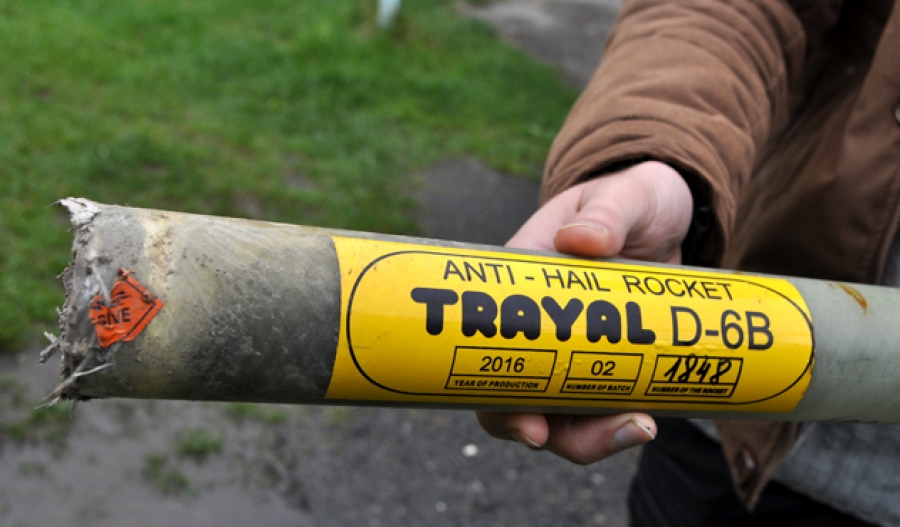 ANTI - HAIL ROCKET
TRAYAL D-6B
2016 02 1848
YEAR OF PRODUCTION NUMBER OF BATCH NUMBER OF THE ROCKET